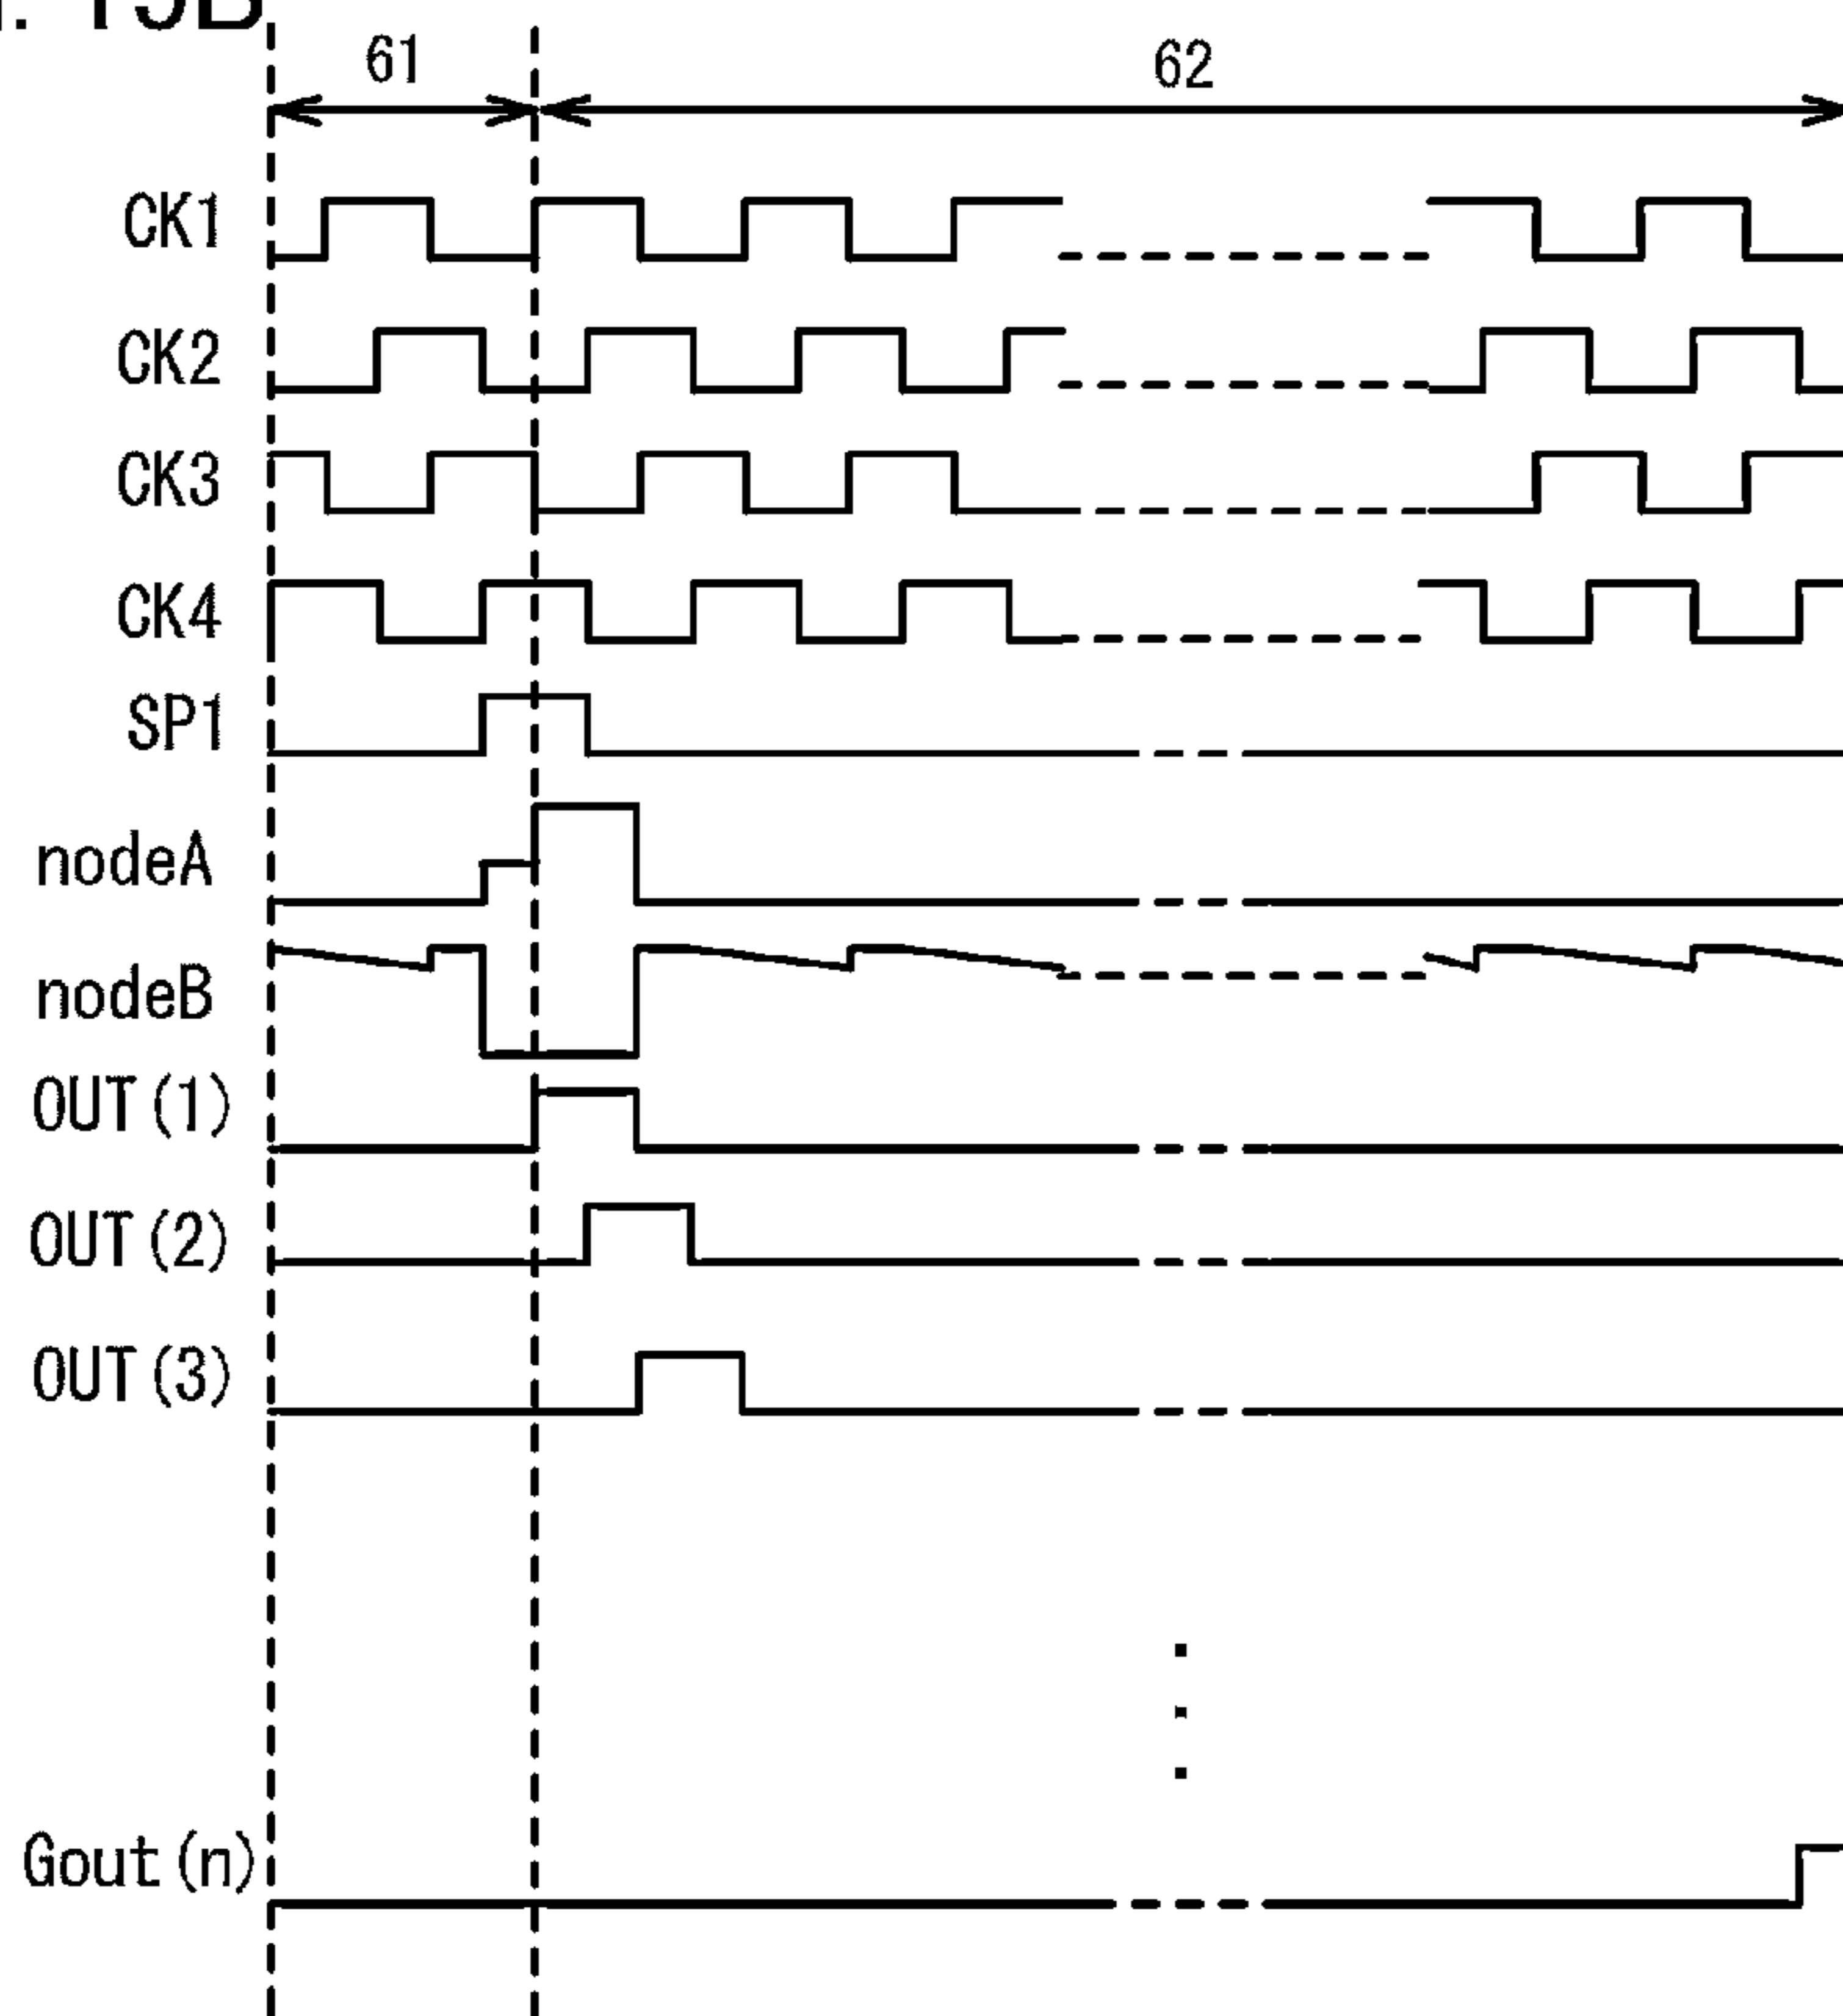 61
62
CK1
CK2
CK3
CK4
SP1
nodeA
nodeB
OUT(1)
OUT(2)
OUT(3)
Gout(n)